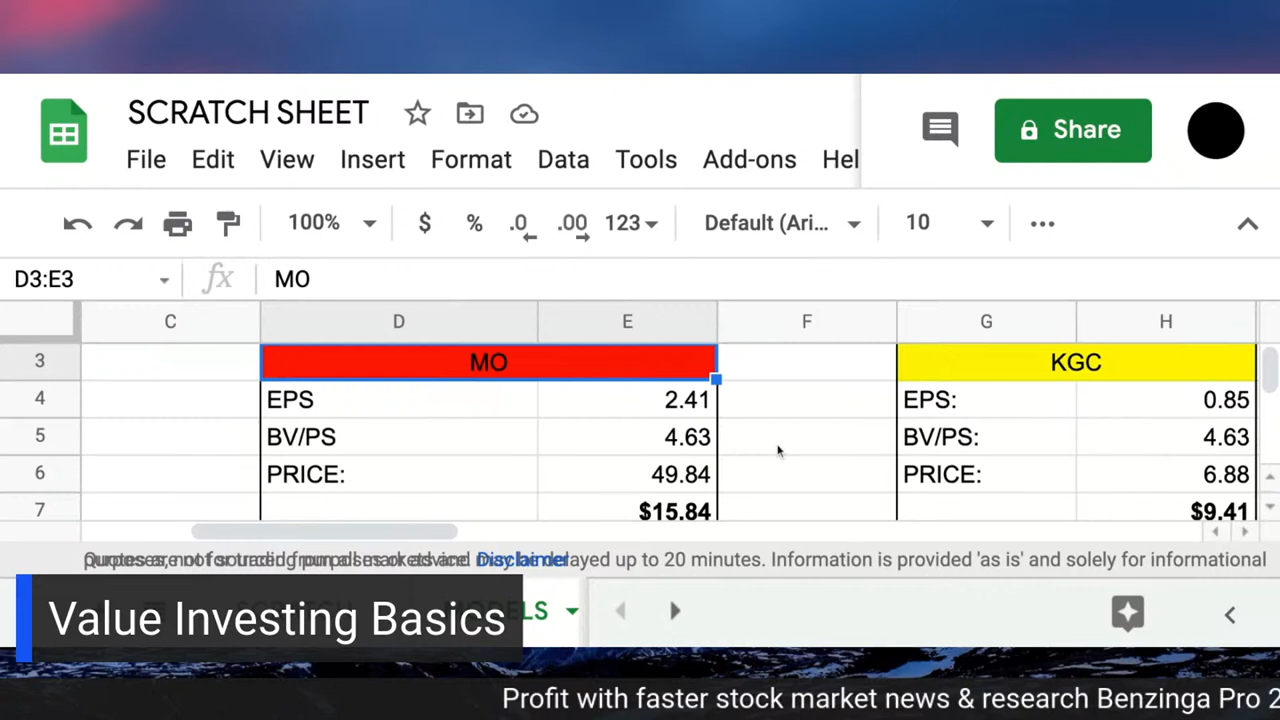 SCRATCH SHEET
File Edit View Insert Format Data Tools Add-ons Hel
Share
100% $ % .0 .00 123 Default (Ari... 10 ...
D3:E3 fx MO
C D E F G H
3 MO KGC
4 EPS 2.41 EPS: 0.85
5 BV/PS 4.63 BV/PS: 4.63
6 PRICE: 49.84 PRICE: 6.88
7 $15.84 $9.41
Disclaimer delayed up to 20 minutes. Information is provided 'as is' and solely for informational
Value Investing Basics
Profit with faster stock market news & research Benzinga Pro 2